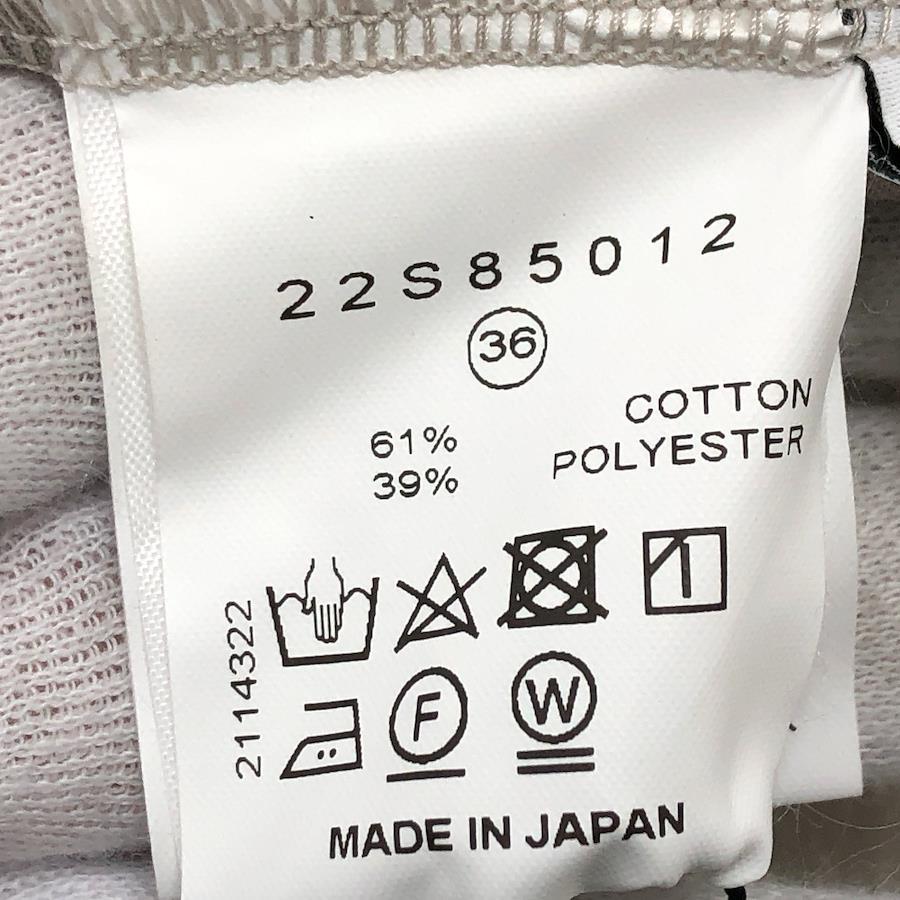 22S85012
36
61% COTTON
39% POLYESTER
2114322
F W
MADE IN JAPAN